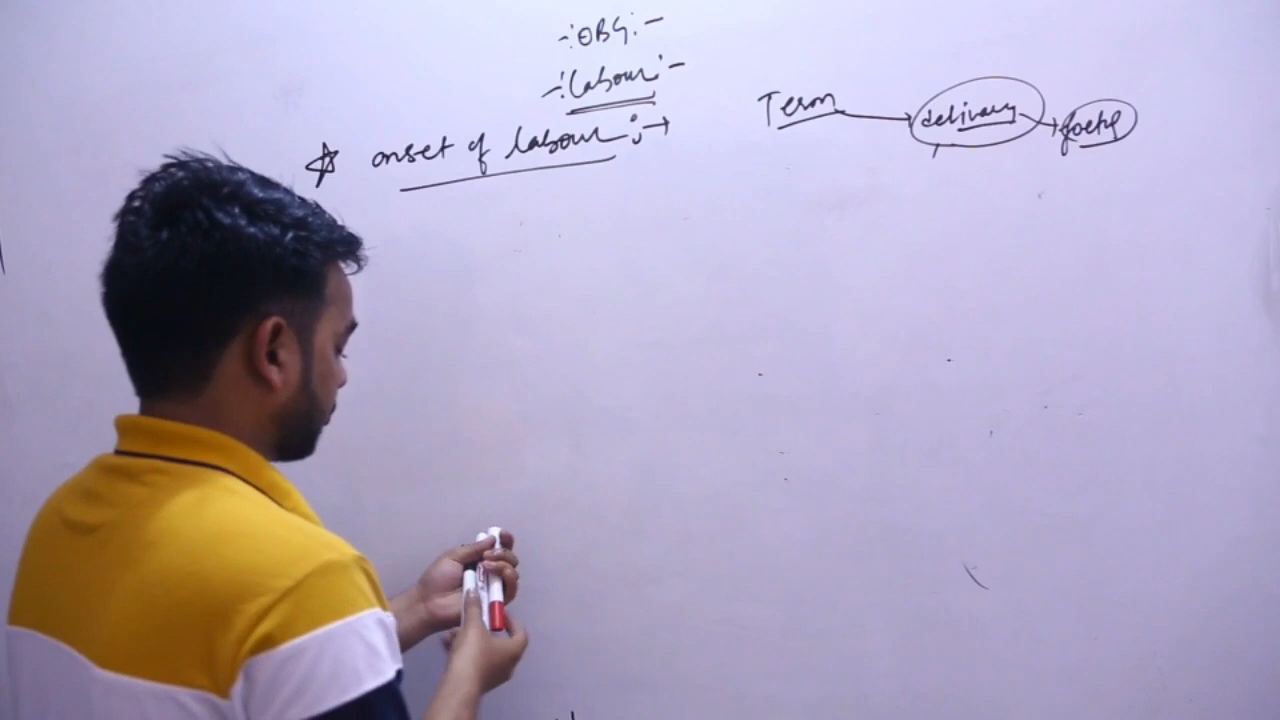 -:OBG:-
-:Labour:-
☆ onset of labour :→
Term → delivery → foetus